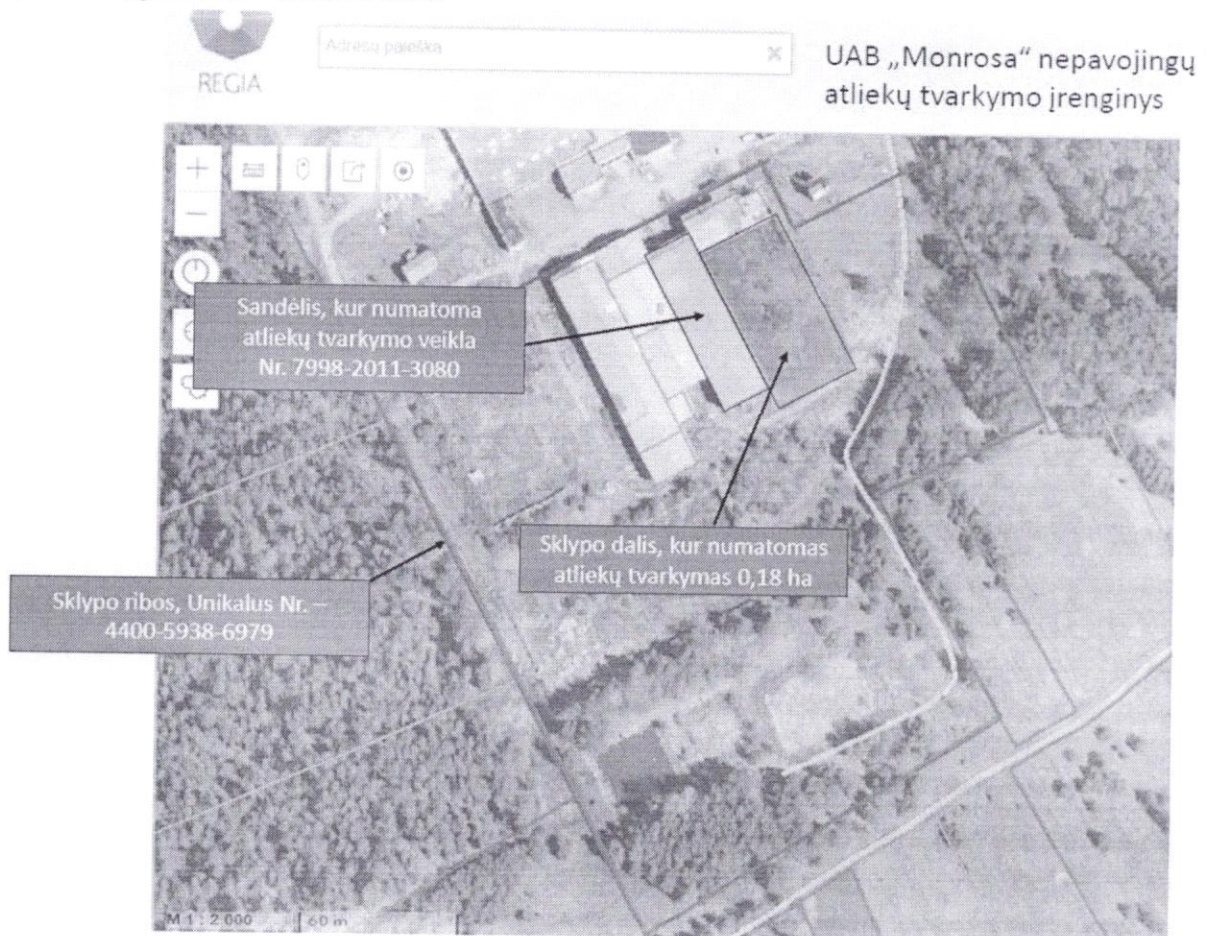 REGIA
Adresų paieška
UAB „Monrosa“ nepavojingų
atliekų tvarkymo įrenginys
Sandėlis, kur numatoma
atliekų tvarkymo veikla
Nr. 7998-2011-3080
Sklypo dalis, kur numatomas
atliekų tvarkymas 0,18 ha
Sklypo ribos, Unikalus Nr. –
4400-5938-6979
M 1 : 2 000
60 m